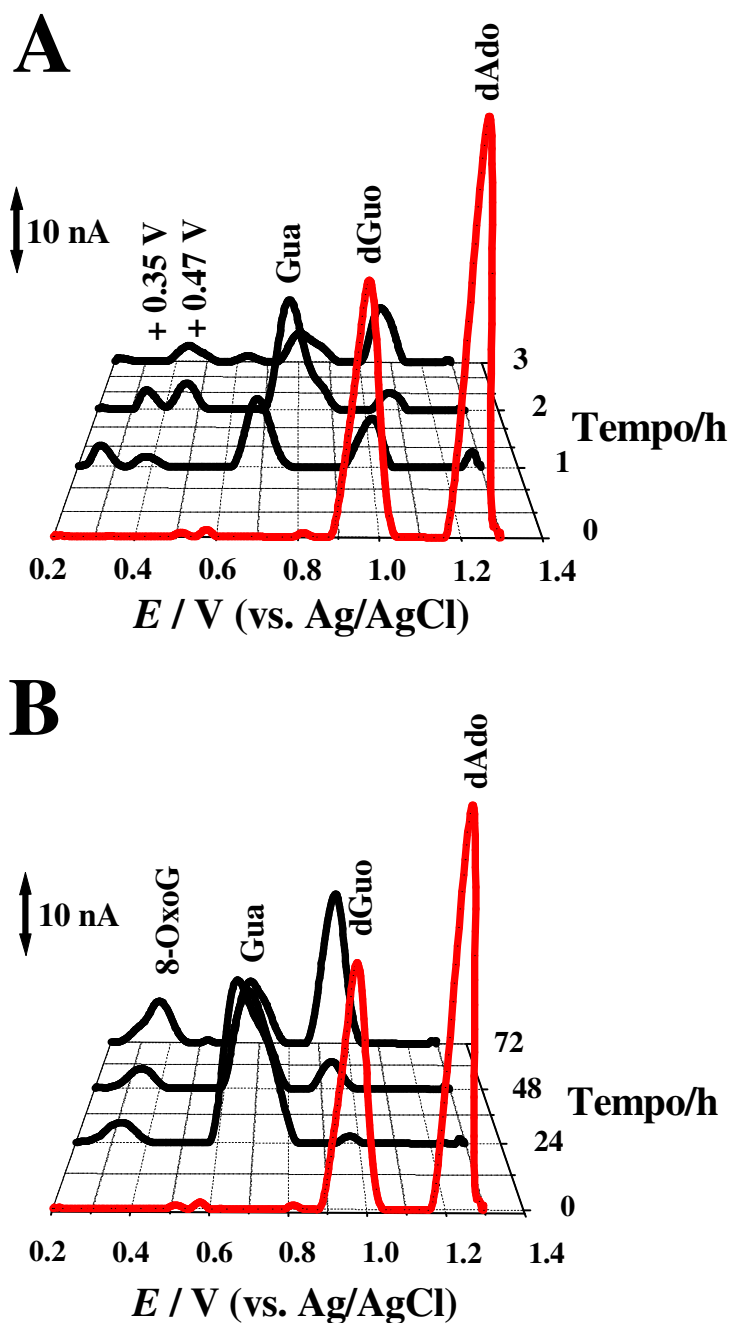 A
dAdo
10 nA
+ 0.35 V
+ 0.47 V
Gua
dGuo
3
2
1
0
Tempo/h
0.2 0.4 0.6 0.8 1.0 1.2 1.4
E / V (vs. Ag/AgCl)
B
dAdo
10 nA
8-OxoG
Gua
dGuo
72
48
24
0
Tempo/h
0.2 0.4 0.6 0.8 1.0 1.2 1.4
E / V (vs. Ag/AgCl)